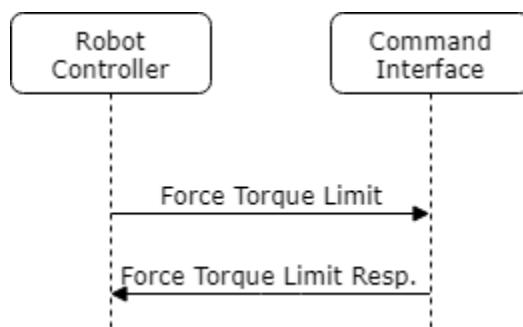 Robot
Controller
Command
Interface
Force Torque Limit
Force Torque Limit Resp.